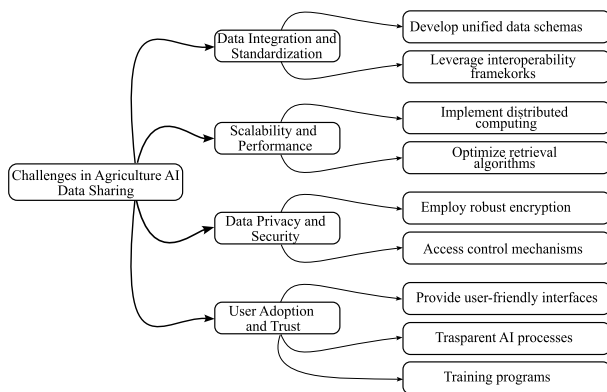 Challenges in Agriculture AI
Data Sharing
Data Integration and
Standardization
Develop unified data schemas
Leverage interoperability
framekorks
Scalability and
Performance
Implement distributed
computing
Optimize retrieval
algorithms
Data Privacy and
Security
Employ robust encryption
Access control mechanisms
User Adoption
and Trust
Provide user-friendly interfaces
Trasparent AI processes
Training programs